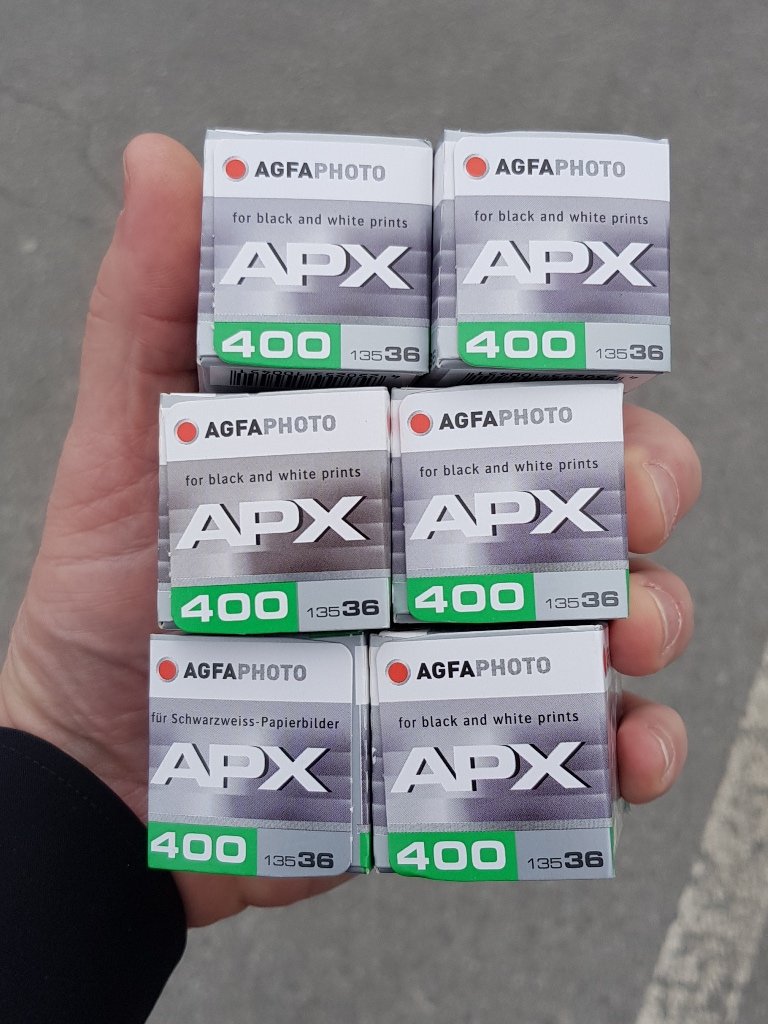 AGFAPHOTO
for black and white prints
APX
400 13536
AGFAPHOTO
for black and white prints
APX
400 13536
AGFAPHOTO
for black and white prints
APX
400 13536
AGFAPHOTO
for black and white prints
APX
400 13536
AGFAPHOTO
für Schwarzweiss-Papierbilder
APX
400 13536
AGFAPHOTO
for black and white prints
APX
400 13536